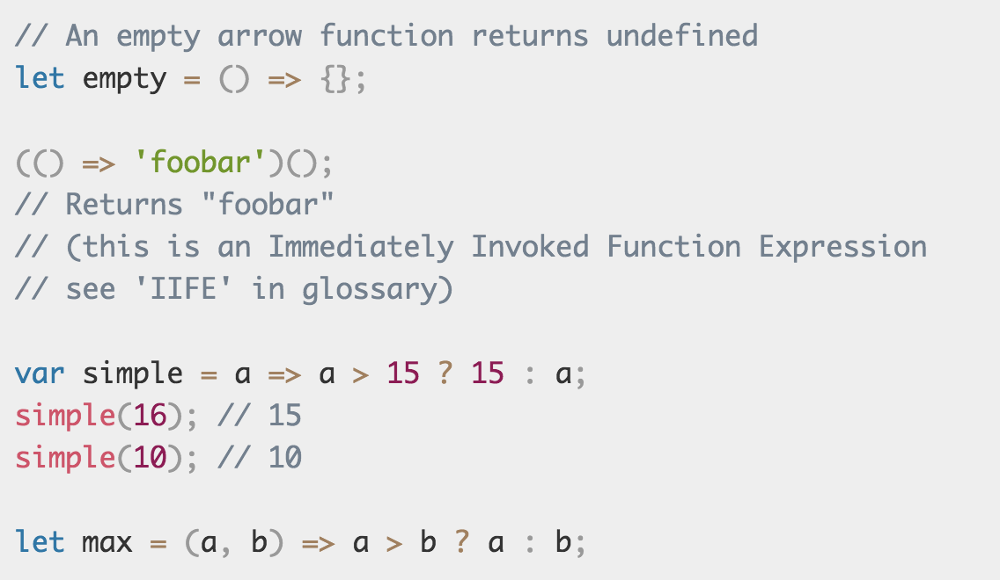 // An empty arrow function returns undefined
let empty = () => {};
(() => 'foobar')();
// Returns "foobar"
// (this is an Immediately Invoked Function Expression
// see 'IIFE' in glossary)
var simple = a => a > 15 ? 15 : a;
simple(16); // 15
simple(10); // 10
let max = (a, b) => a > b ? a : b;